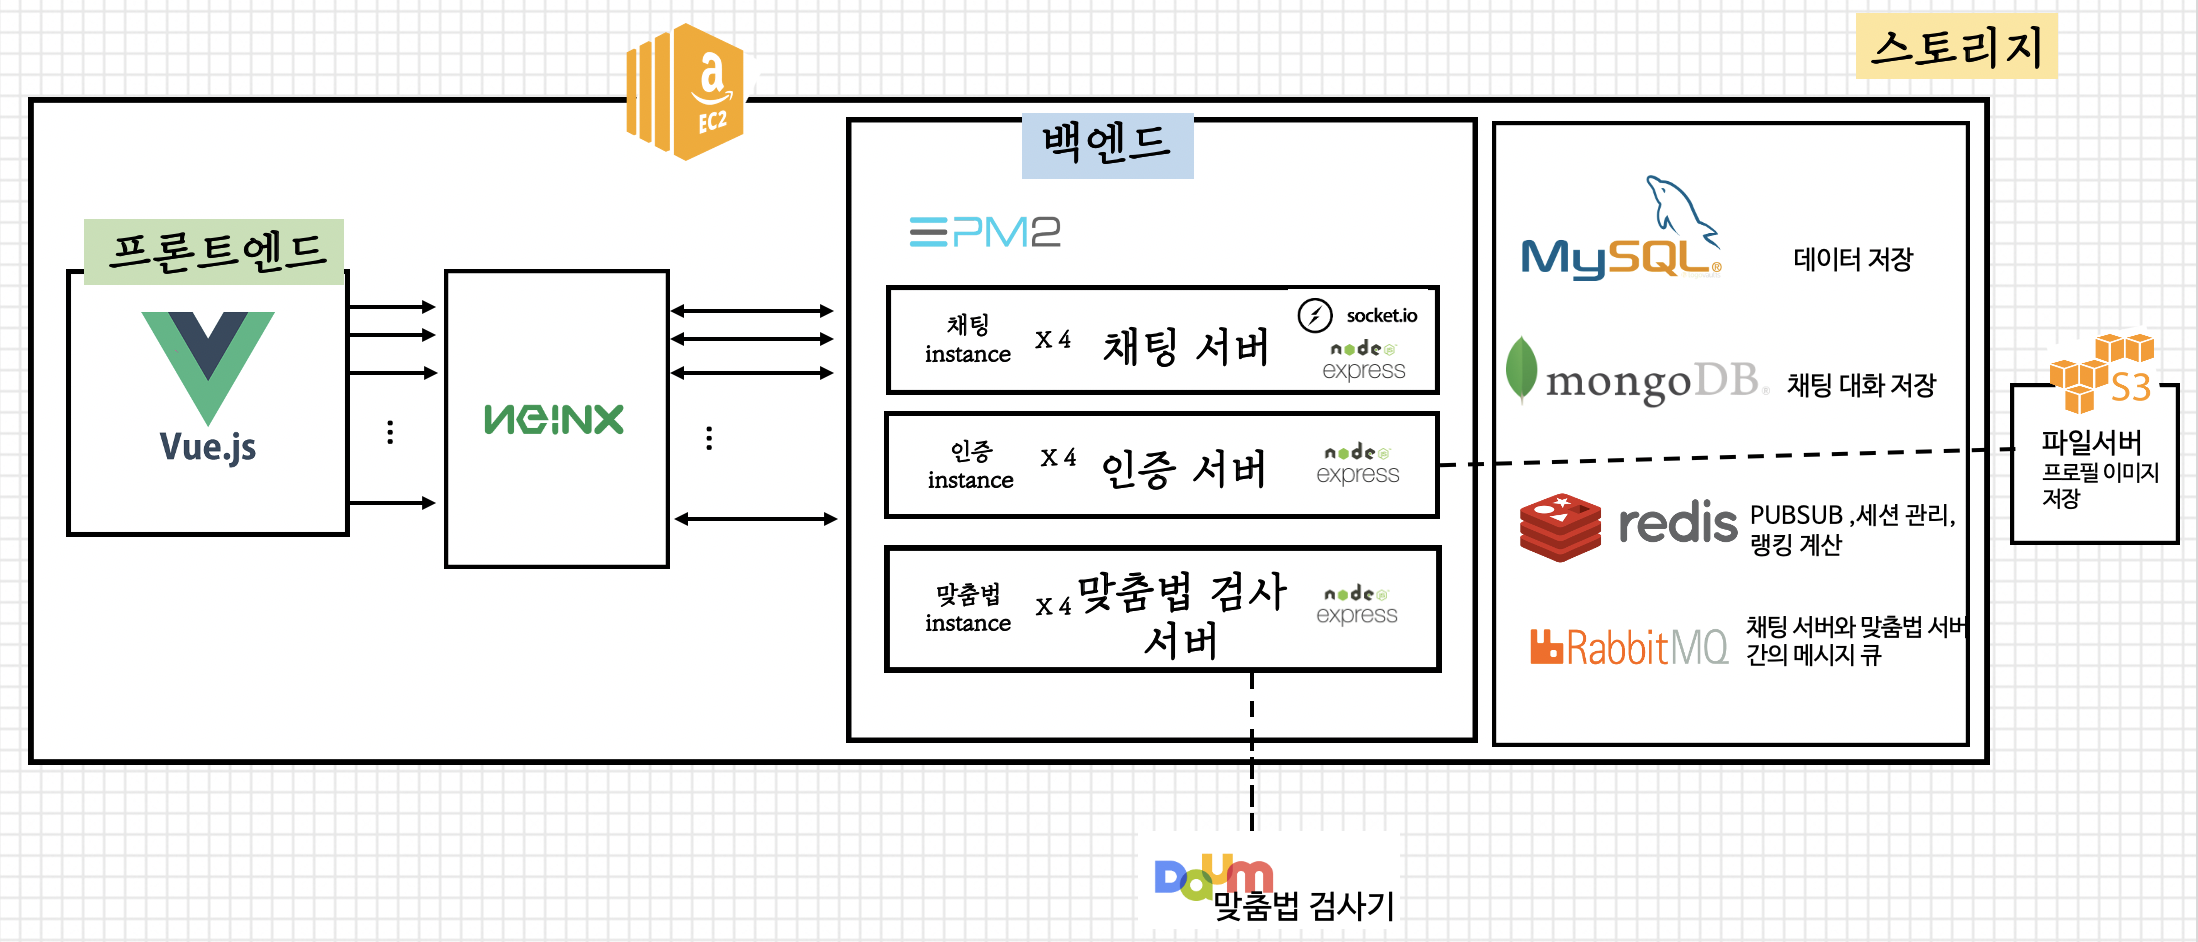 스토리지
a
EC2
백엔드
PM2
프론트엔드
Vue.js
NGINX
채팅
instance
X 4
채팅 서버
socket.io
node JS
express
인증
instance
X 4
인증 서버
node JS
express
맞춤법
instance
X 4
맞춤법 검사
서버
node JS
express
MySQL®
데이터 저장
mongoDB®
채팅 대화 저장
redis
PUBSUB ,세션 관리,
랭킹 계산
RabbitMQ
채팅 서버와 맞춤법 서버
간의 메시지 큐
S3
파일서버
프로필 이미지
저장
Daum
맞춤법 검사기